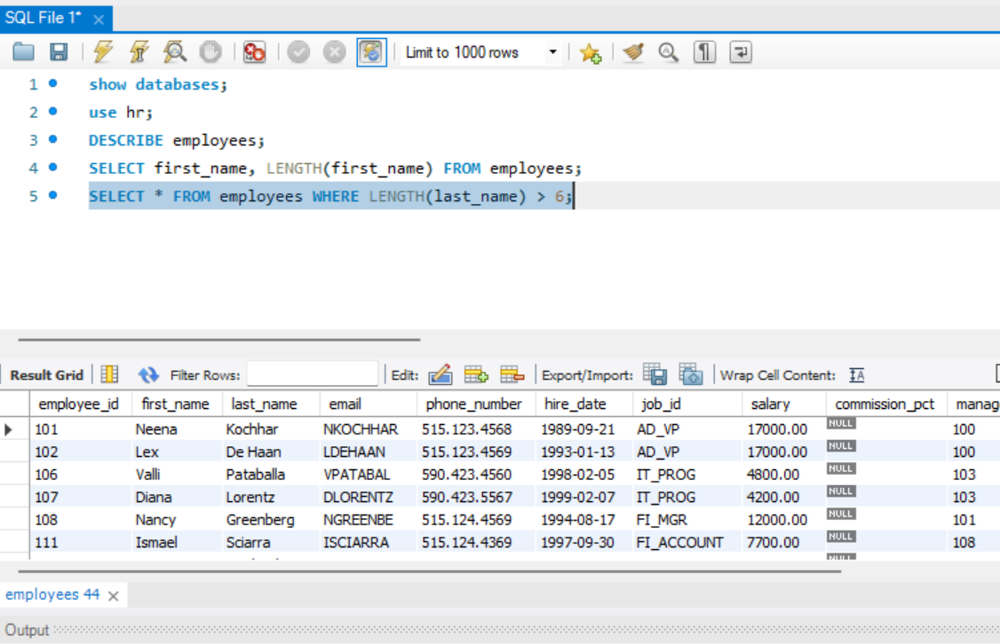 SQL File 1*
Limit to 1000 rows
1 show databases;
2 use hr;
3 DESCRIBE employees;
4 SELECT first_name, LENGTH(first_name) FROM employees;
5 SELECT * FROM employees WHERE LENGTH(last_name) > 6;
Result Grid Filter Rows: Edit: Export/Import: Wrap Cell Content:
employee_id first_name last_name email phone_number hire_date job_id salary commission_pct manag
101 Neena Kochhar NKOCHHAR 515.123.4568 1989-09-21 AD_VP 17000.00 NULL 100
102 Lex De Haan LDEHAAN 515.123.4569 1993-01-13 AD_VP 17000.00 NULL 100
106 Valli Pataballa VPATABAL 590.423.4560 1998-02-05 IT_PROG 4800.00 NULL 103
107 Diana Lorentz DLORENTZ 590.423.5567 1999-02-07 IT_PROG 4200.00 NULL 103
108 Nancy Greenberg NGREENBE 515.124.4569 1994-08-17 FI_MGR 12000.00 NULL 101
111 Ismael Sciarra ISCIARRA 515.124.4369 1997-09-30 FI_ACCOUNT 7700.00 NULL 108
employees 44
Output